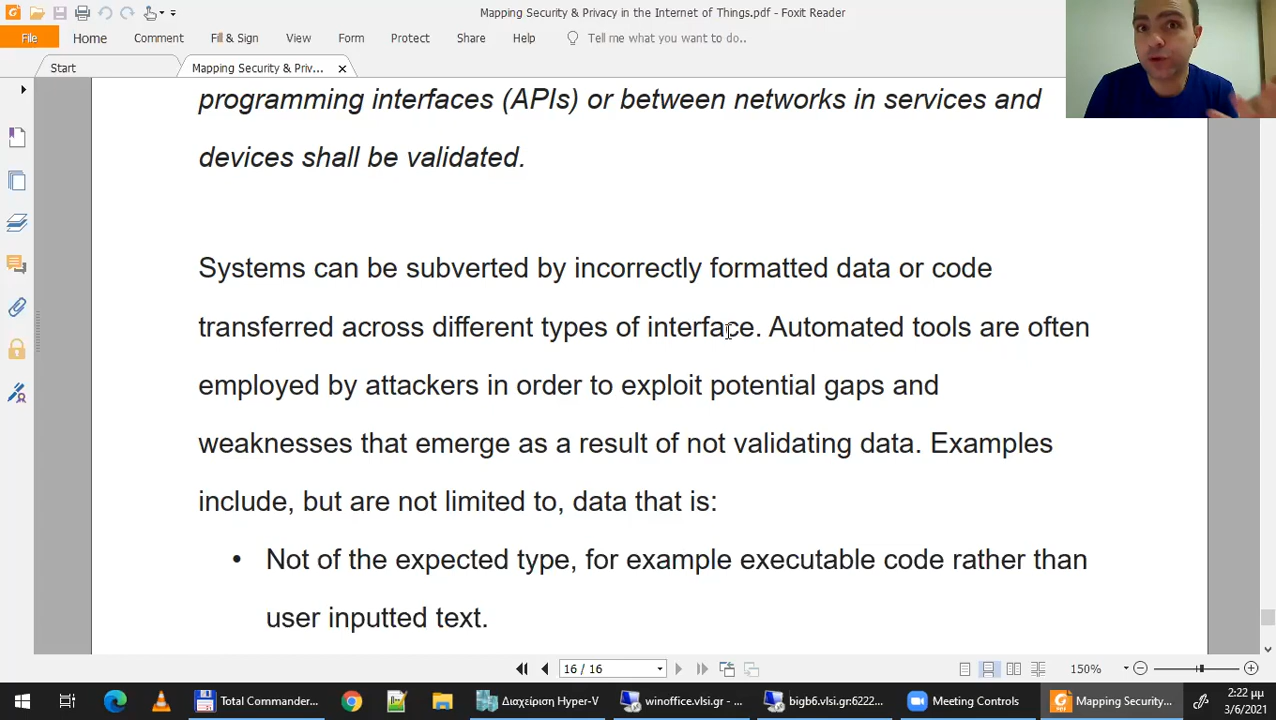 Mapping Security & Privacy in the Internet of Things.pdf - Foxit Reader
File Home Comment Fill & Sign View Form Protect Share Help Tell me what you want to do..
Start Mapping Security & Priv...
programming interfaces (APIs) or between networks in services and
devices shall be validated.
Systems can be subverted by incorrectly formatted data or code
transferred across different types of interface. Automated tools are often
employed by attackers in order to exploit potential gaps and
weaknesses that emerge as a result of not validating data. Examples
include, but are not limited to, data that is:
• Not of the expected type, for example executable code rather than
user inputted text.
16 / 16 150%
Total Commander... Διαχείριση Hyper-V winoffice.vlsi.gr - ... bigb6.vlsi.gr:6222... Meeting Controls Mapping Security... 2:22 μμ
3/6/2021